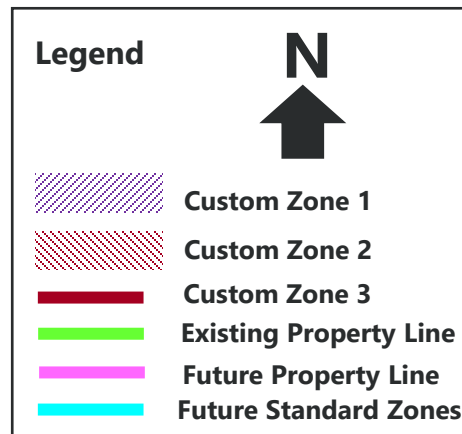 Legend
N
Custom Zone 1
Custom Zone 2
Custom Zone 3
Existing Property Line
Future Property Line
Future Standard Zones